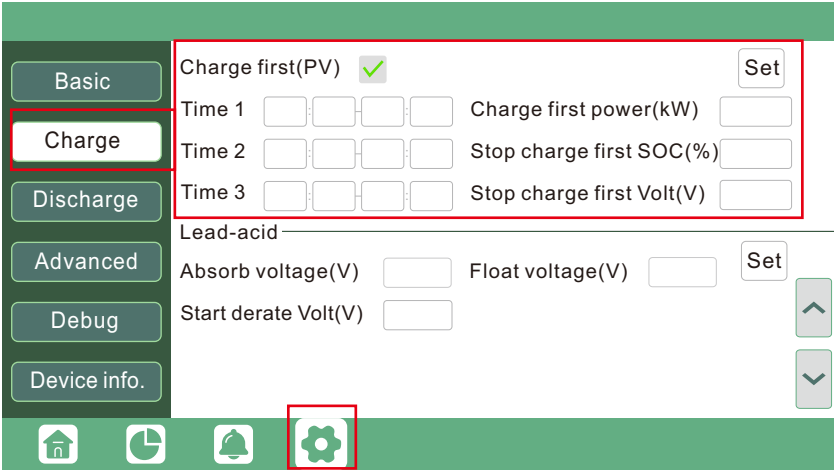 Basic
Charge
Discharge
Advanced
Debug
Device info.
Charge first(PV) Set
Time 1 : - : Charge first power(kW)
Time 2 : - : Stop charge first SOC(%)
Time 3 : - : Stop charge first Volt(V)
Lead-acid
Absorb voltage(V) Float voltage(V) Set
Start derate Volt(V)